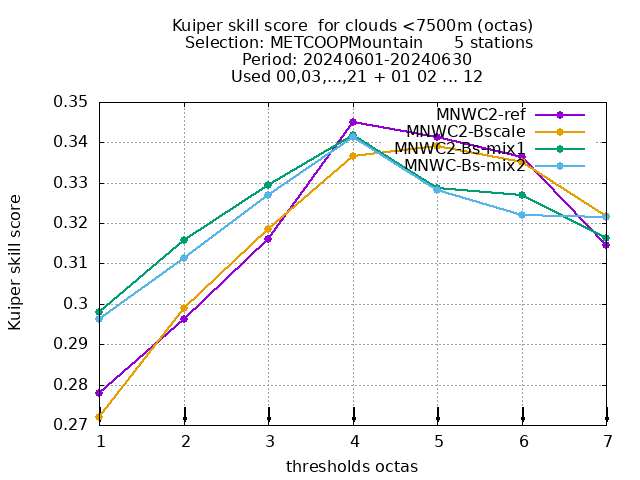 Kuiper skill score  for clouds <7500m (octas)
Selection: METCOOPMountain      5 stations
Period: 20240601-20240630
Used 00,03,...,21 + 01 02 ... 12
MNWC2-ref
MNWC2-Bscale
MNWC2-Bs-mix1
MNWC-Bs-mix2
Kuiper skill score
0.35
0.34
0.33
0.32
0.31
0.3
0.29
0.28
0.27
1 2 3 4 5 6 7
thresholds octas